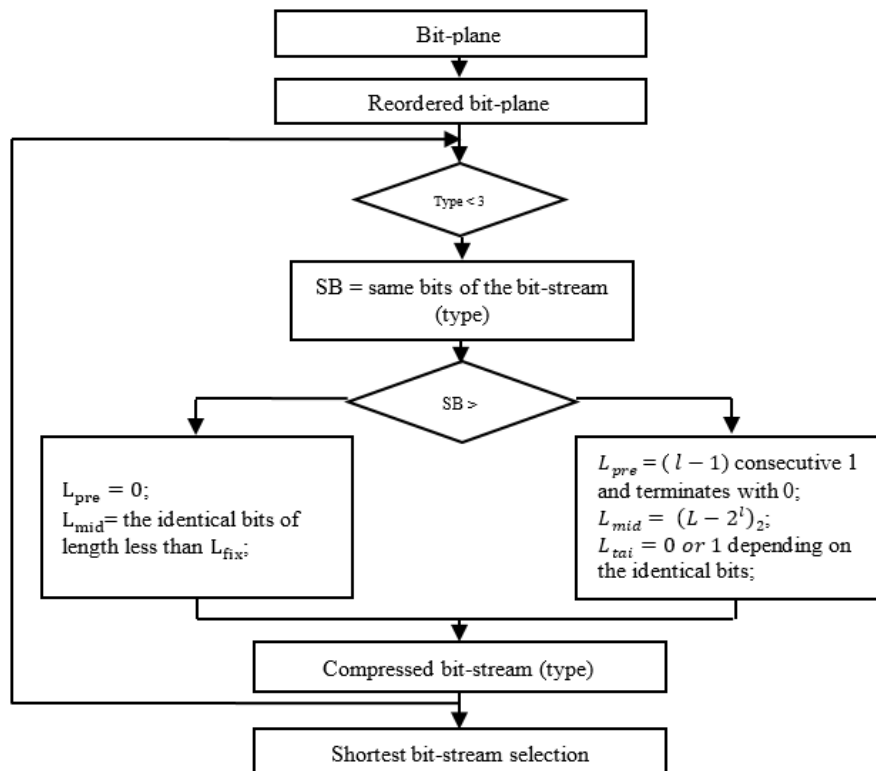 Bit-plane
Reordered bit-plane
Type < 3
SB = same bits of the bit-stream
(type)
SB >
L_pre = 0;
L_mid= the identical bits of
length less than L_fix;
L_pre = ( l − 1) consecutive 1
and terminates with 0;
L_mid = (L − 2^l)_2;
L_tai = 0 or 1 depending on
the identical bits;
Compressed bit-stream (type)
Shortest bit-stream selection